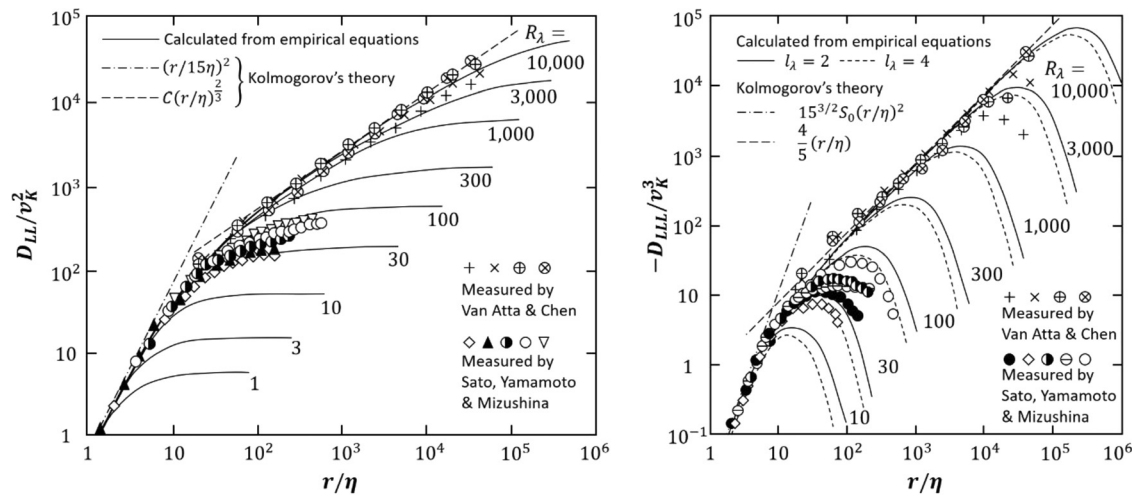 10⁵
10⁴
10³
10²
10
1
D_LL/v_K²
Calculated from empirical equations
(r/15η)²
C(r/η)^{2/3}
Kolmogorov's theory
R_λ =
10,000
3,000
1,000
300
100
30
10
3
1
+ × ⊕ ⊗
Measured by
Van Atta & Chen
◇ ▲ ◑ ○ ▽
Measured by
Sato, Yamamoto
& Mizushina
1 10 10² 10³ 10⁴ 10⁵ 10⁶
r/η
10⁵
10⁴
10³
10²
10
1
10⁻¹
−D_LLL/v_K³
Calculated from empirical equations
l_λ = 2 l_λ = 4
Kolmogorov's theory
15^{3/2}S₀(r/η)²
4/5 (r/η)
R_λ =
10,000
3,000
1,000
300
100
30
10
+ × ⊕ ⊗
Measured by
Van Atta & Chen
● ◇ ◑ ⊖ ○
Measured by
Sato, Yamamoto
& Mizushina
1 10 10² 10³ 10⁴ 10⁵ 10⁶
r/η